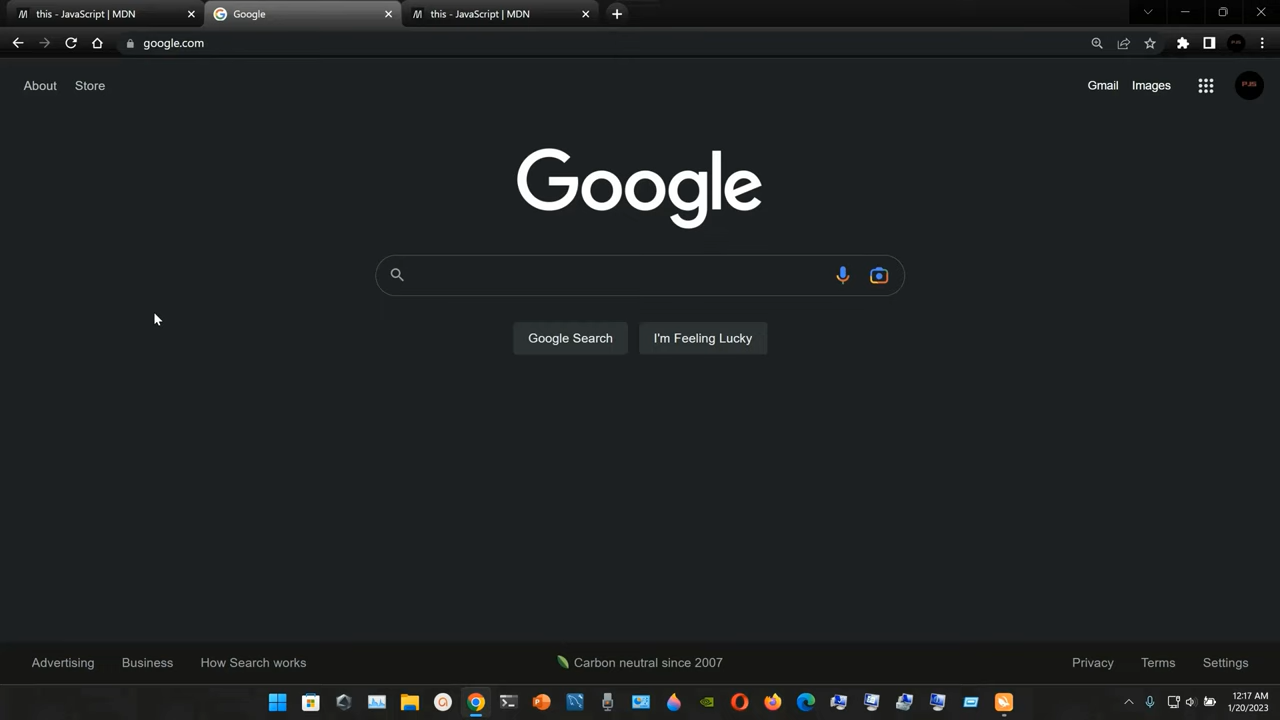 this - JavaScript | MDN
Google
this - JavaScript | MDN
google.com
About
Store
Gmail
Images
PJS
Google
Google Search
I'm Feeling Lucky
Advertising
Business
How Search works
Carbon neutral since 2007
Privacy
Terms
Settings
12:17 AM
1/20/2023